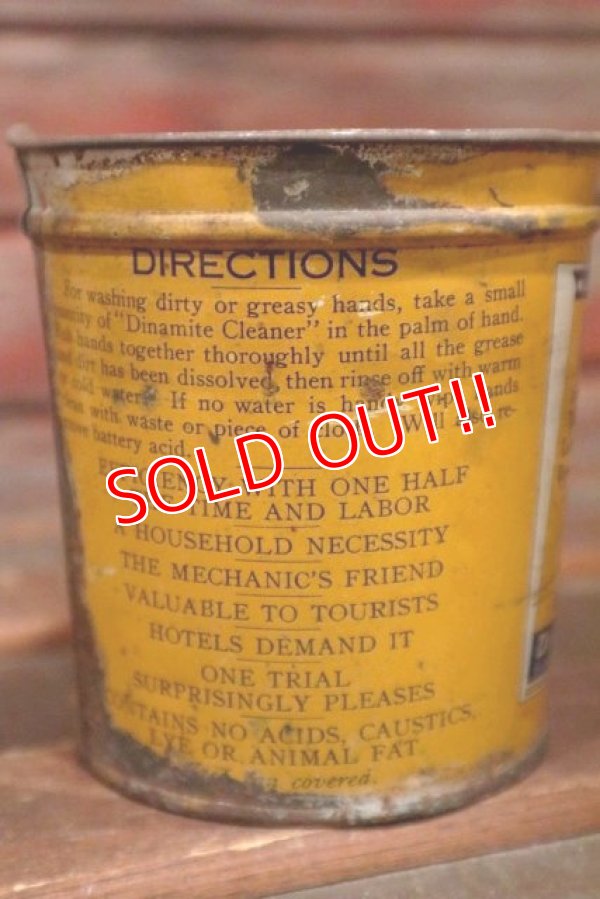 DIRECTIONS
For washing dirty or greasy hands, take a small
of "Dinamite Cleaner" in the palm of hand.
hands together thoroughly until all the grease
dirt has been dissolved, then rinse off with warm
water. If no water is
with waste or piece of
battery acid.
SOLD OUT!!
WITH ONE HALF
TIME AND LABOR
A HOUSEHOLD NECESSITY
THE MECHANIC'S FRIEND
VALUABLE TO TOURISTS
HOTELS DEMAND IT
ONE TRIAL
SURPRISINGLY PLEASES
CONTAINS NO ACIDS, CAUSTICS,
LYE OR ANIMAL FAT
covered.